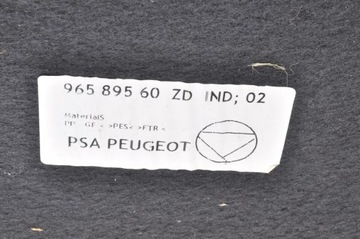 965 895 60 ZD IND; 02
MaterialS
PP GF < >PES< >FTR <
PSA PEUGEOT